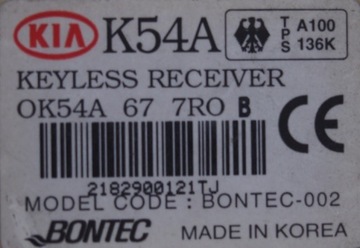 KIA K54A TPS A100 136K
KEYLESS RECEIVER
OK54A 67 7RO B
CE
2182900121TJ
MODEL CODE : BONTEC-002
BONTEC MADE IN KOREA